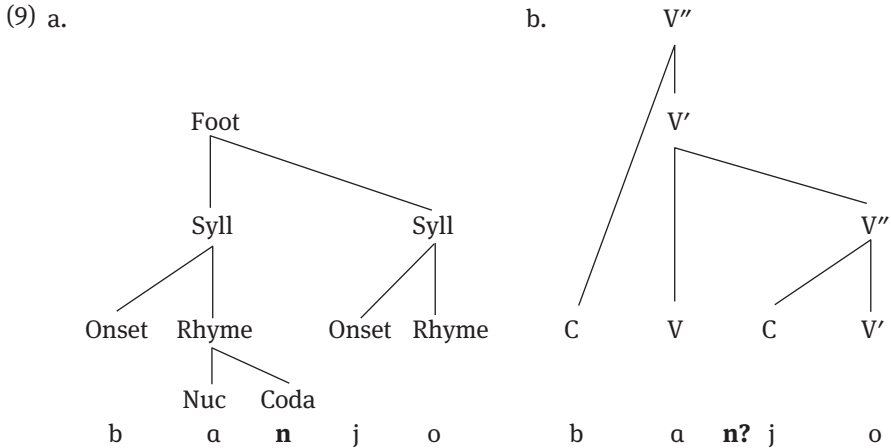 (9) a. b. V″
Foot V′
Syll Syll V″
Onset Rhyme Onset Rhyme C V C V′
Nuc Coda
b ɑ n j o b ɑ n? j o